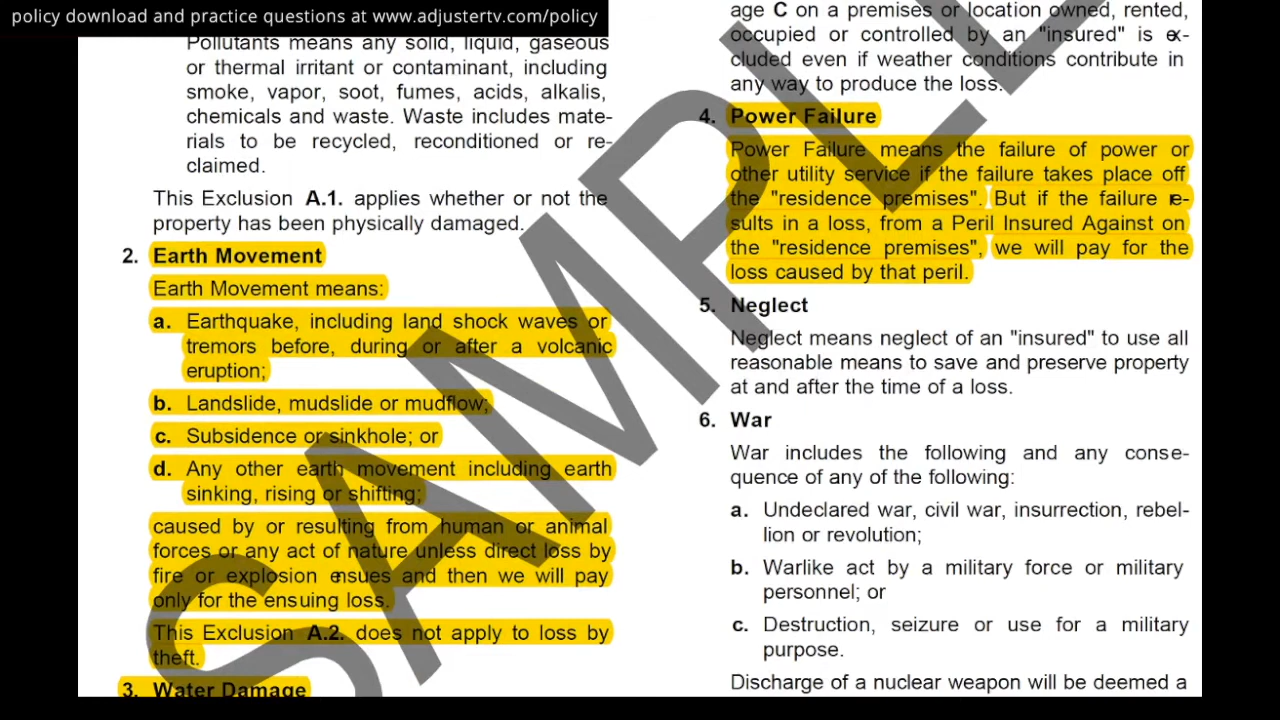 policy download and practice questions at www.adjustertv.com/policy
Pollutants means any solid, liquid, gaseous
or thermal irritant or contaminant, including
smoke, vapor, soot, fumes, acids, alkalis,
chemicals and waste. Waste includes mate-
rials to be recycled, reconditioned or re-
claimed.
This Exclusion A.1. applies whether or not the
property has been physically damaged.
2. Earth Movement
Earth Movement means:
a. Earthquake, including land shock waves or
tremors before, during or after a volcanic
eruption;
b. Landslide, mudslide or mudflow;
c. Subsidence or sinkhole; or
d. Any other earth movement including earth
sinking, rising or shifting;
caused by or resulting from human or animal
forces or any act of nature unless direct loss by
fire or explosion ensues and then we will pay
only for the ensuing loss.
This Exclusion A.2. does not apply to loss by
theft.
3. Water Damage
age C on a premises or location owned, rented,
occupied or controlled by an "insured" is ex-
cluded even if weather conditions contribute in
any way to produce the loss.
4. Power Failure
Power Failure means the failure of power or
other utility service if the failure takes place off
the "residence premises". But if the failure re-
sults in a loss, from a Peril Insured Against on
the "residence premises", we will pay for the
loss caused by that peril.
5. Neglect
Neglect means neglect of an "insured" to use all
reasonable means to save and preserve property
at and after the time of a loss.
6. War
War includes the following and any conse-
quence of any of the following:
a. Undeclared war, civil war, insurrection, rebel-
lion or revolution;
b. Warlike act by a military force or military
personnel; or
c. Destruction, seizure or use for a military
purpose.
Discharge of a nuclear weapon will be deemed a
SAMPLE